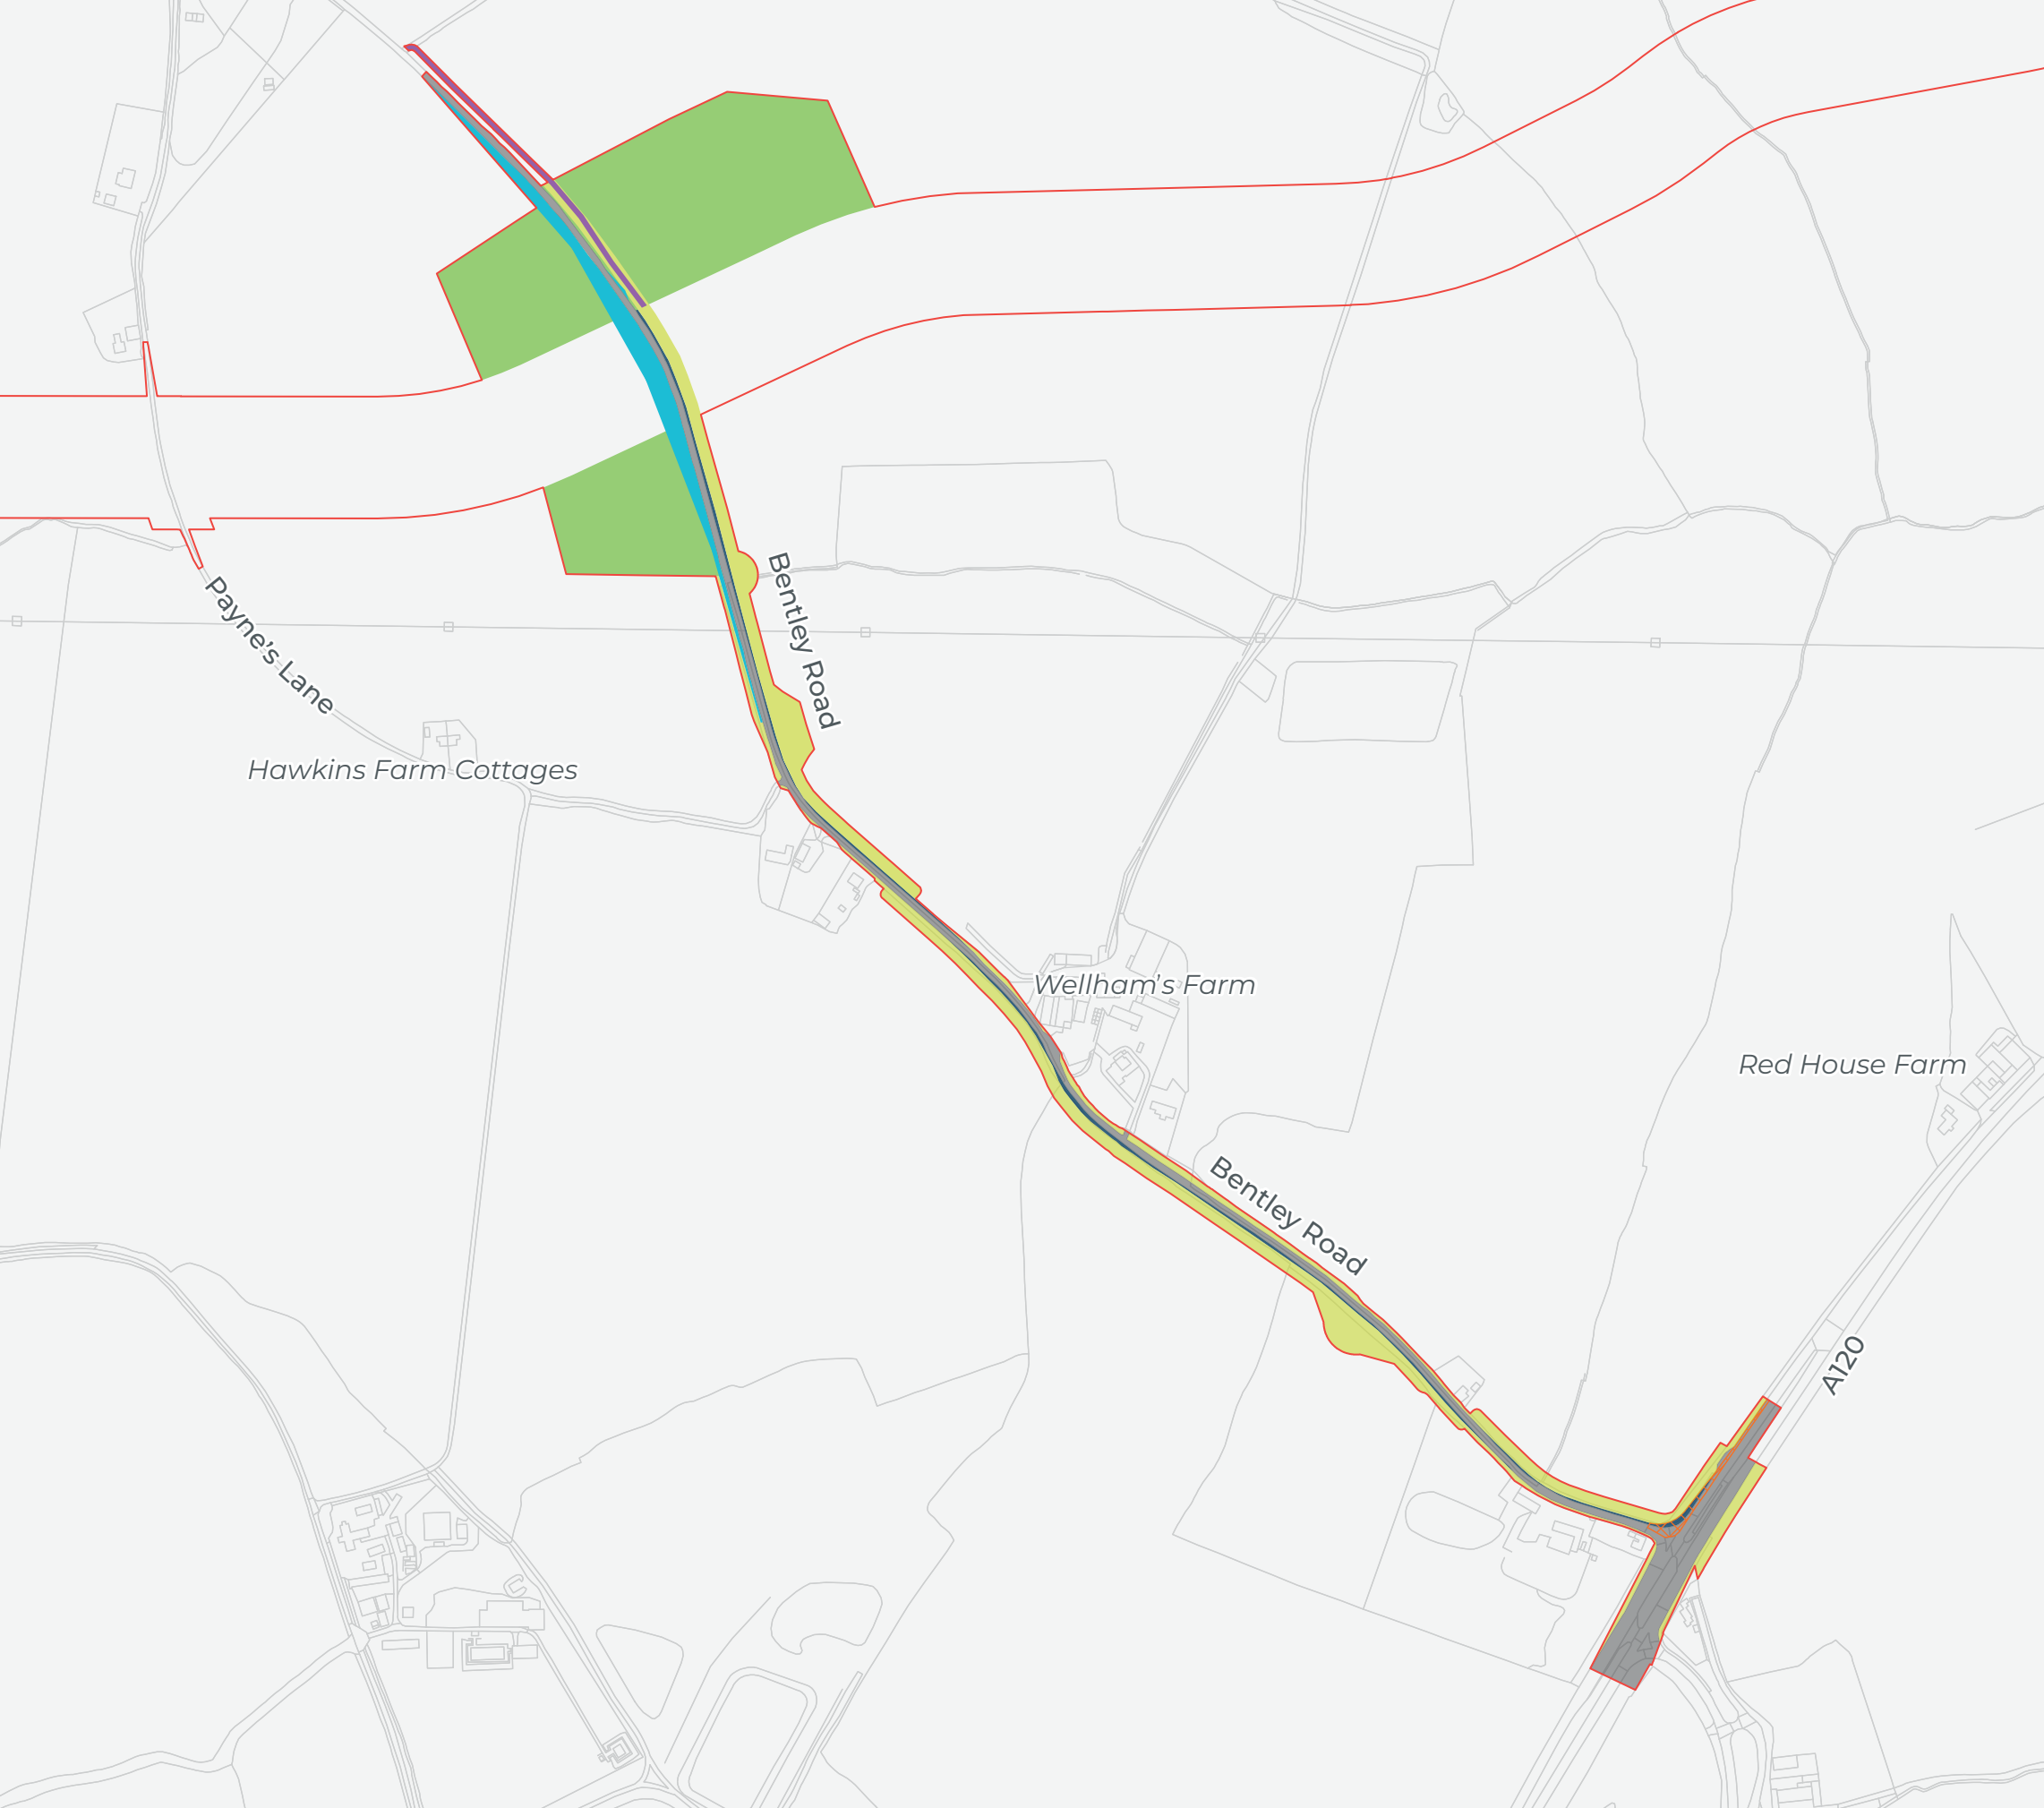 Bentley Road
Payne's Lane
Hawkins Farm Cottages
Wellham's Farm
Red House Farm
Bentley Road
A120